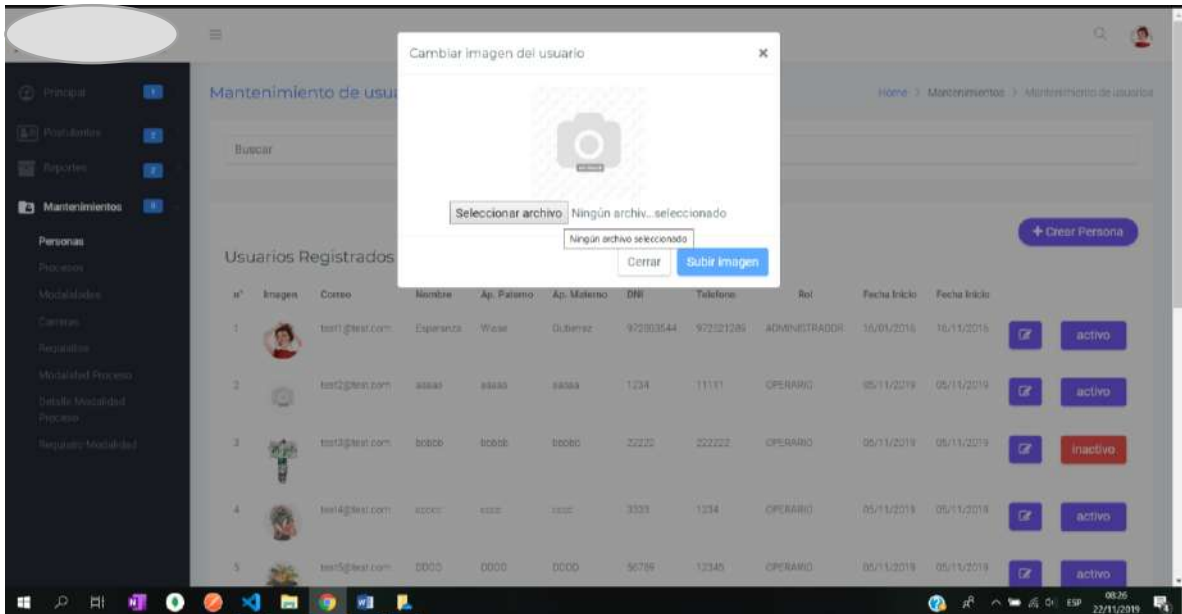 Cambiar imagen del usuario ×
Principal 1
Mantenimiento de usu
Home > Mantenimientos > Mantenimiento de usuarios
Postulantes 2
Buscar
Reportes 2
Mantenimientos
Seleccionar archivo Ningún archiv...seleccionado
Ningún archivo seleccionado
Cerrar Subir imagen
+ Crear Persona
Personas
Procesos
Modalidades
Carreras
Requisitos
Modalidad Proceso
Detalle Modalidad
Proceso
Requisito Modalidad
Usuarios Registrados
n° Imagen Correo Nombre Ap. Paterno Ap. Materno DNI Telefono Rol Fecha Inicio Fecha Inicio
1 test1@test.com Esperanza Gutierrez ADMINISTRADOR 16/01/2016 16/11/2016 activo
2 test2@test.com aaaaa aaaaa aaaaa 1234 11111 OPERARIO 05/11/2019 05/11/2019 activo
3 test3@test.com bbbbb bbbbb bbbbb 22222 222222 OPERARIO 05/11/2019 05/11/2019 inactivo
4 test4@test.com cccc cccc 3333 1234 OPERARIO 05/11/2019 05/11/2019 activo
5 test5@test.com DDDD DDDD DDDD 56789 12345 OPERARIO 05/11/2019 05/11/2019 activo
ESP
08:26
22/11/2019